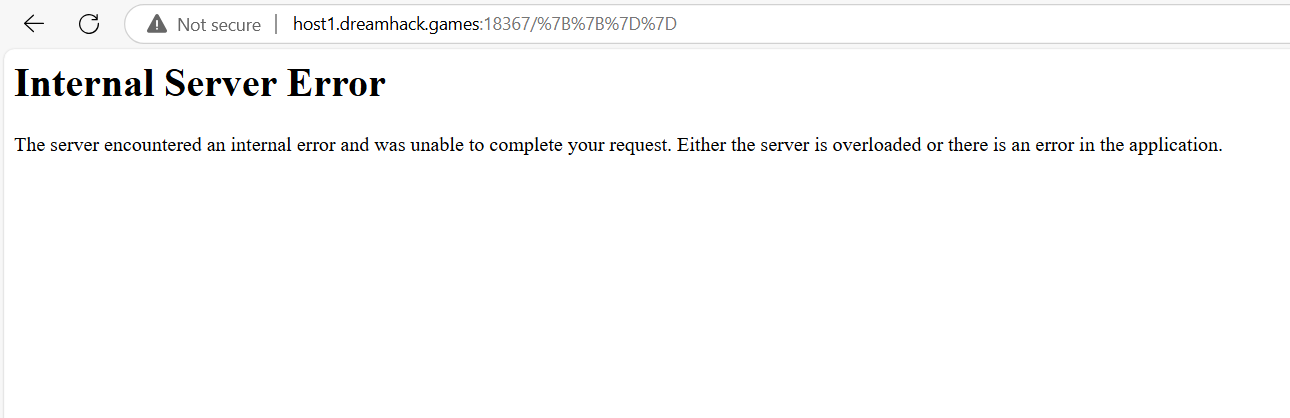 Not secure | host1.dreamhack.games:18367/%7B%7B%7D%7D
Internal Server Error
The server encountered an internal error and was unable to complete your request. Either the server is overloaded or there is an error in the application.